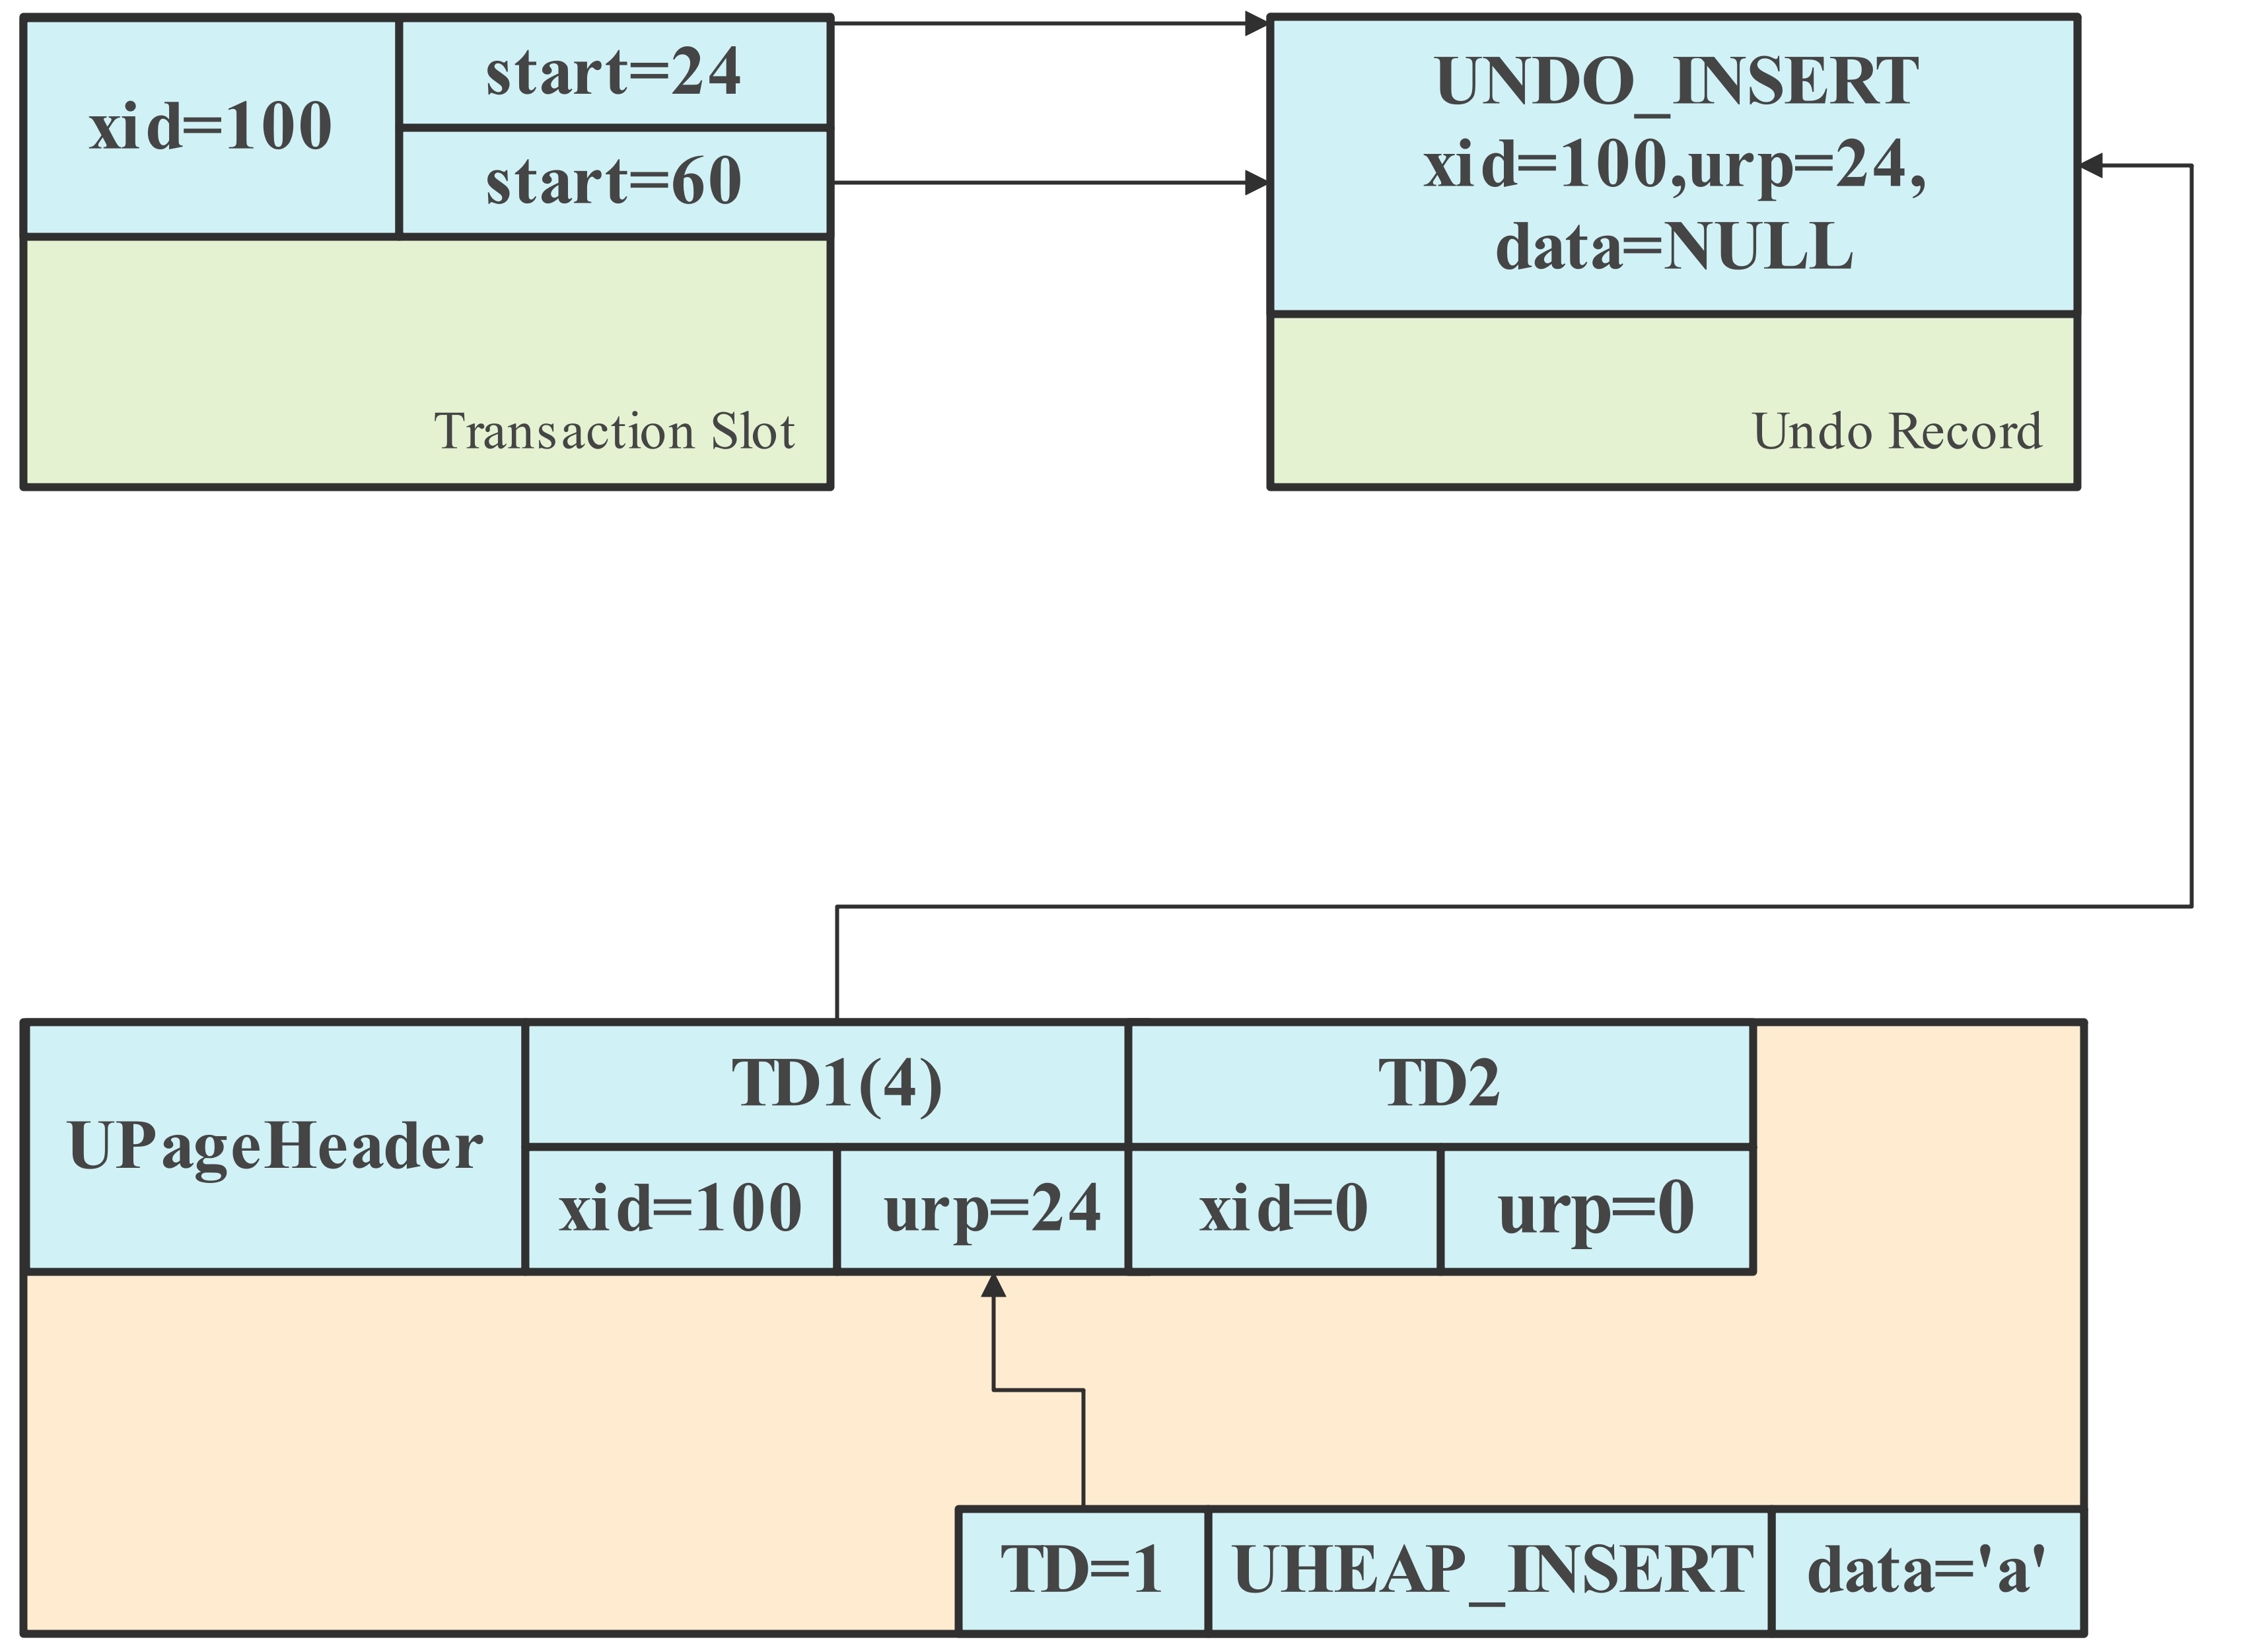 xid=100
start=24
start=60
Transaction Slot
UNDO_INSERT
xid=100,urp=24,
data=NULL
Undo Record
UPageHeader
TD1(4)
TD2
xid=100
urp=24
xid=0
urp=0
TD=1
UHEAP_INSERT
data='a'